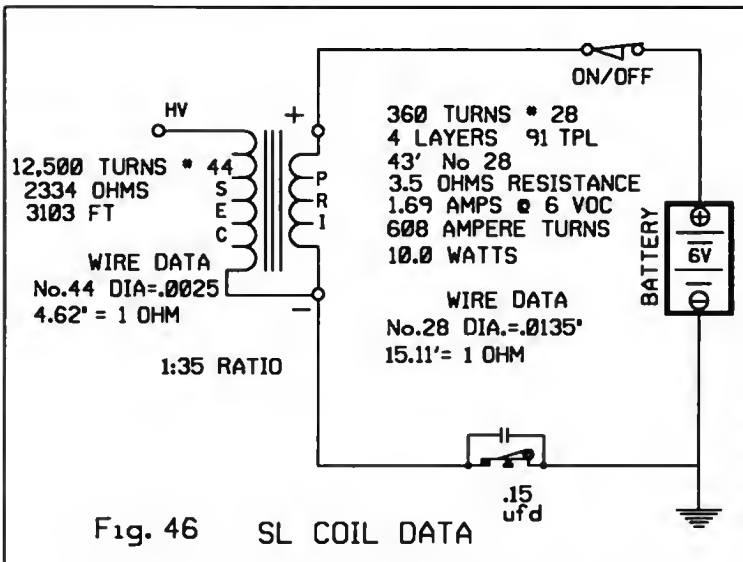 ON/OFF
HV
+
360 TURNS # 28
4 LAYERS 91 TPL
43' No 28
3.5 OHMS RESISTANCE
1.69 AMPS @ 6 VDC
608 AMPERE TURNS
10.0 WATTS
12,500 TURNS # 44
2334 OHMS
3103 FT
SEC
PRI
BATTERY
+
6V
-
WIRE DATA
No.44 DIA=.0025
4.62' = 1 OHM
-
WIRE DATA
No.28 DIA.=.0135"
15.11'= 1 OHM
1:35 RATIO
.15
ufd
Fig. 46 SL COIL DATA